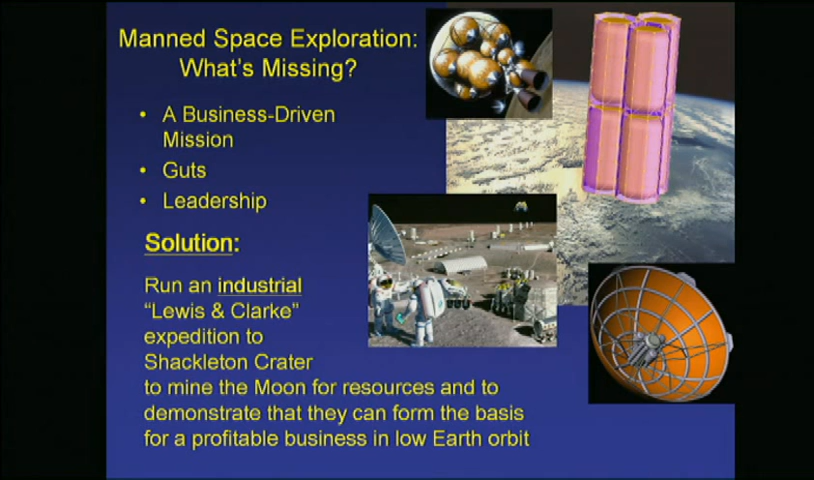 Manned Space Exploration:
What's Missing?
• A Business-Driven
Mission
• Guts
• Leadership
Solution:
Run an industrial
"Lewis & Clarke"
expedition to
Shackleton Crater
to mine the Moon for resources and to
demonstrate that they can form the basis
for a profitable business in low Earth orbit